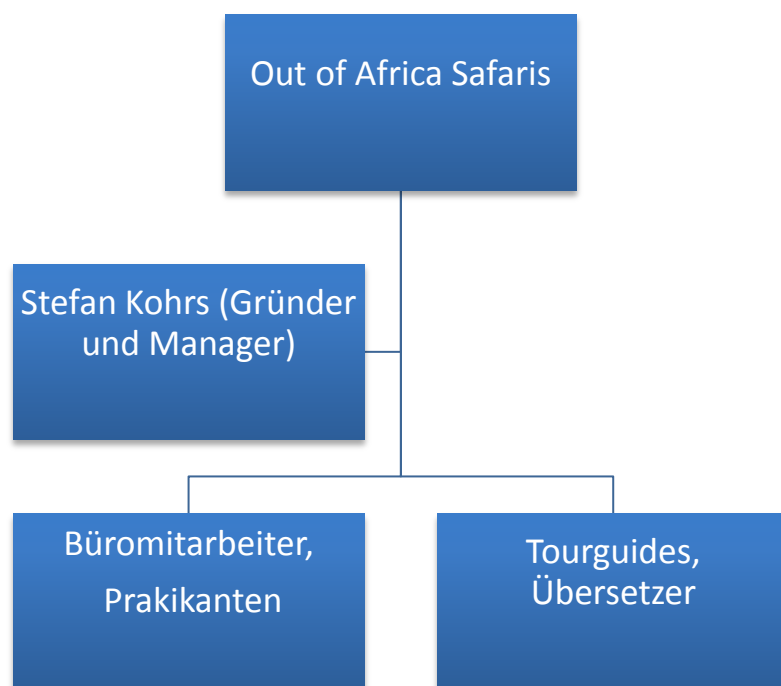 Out of Africa Safaris
Stefan Kohrs (Gründer
und Manager)
Büromitarbeiter,
Prakikanten
Tourguides,
Übersetzer